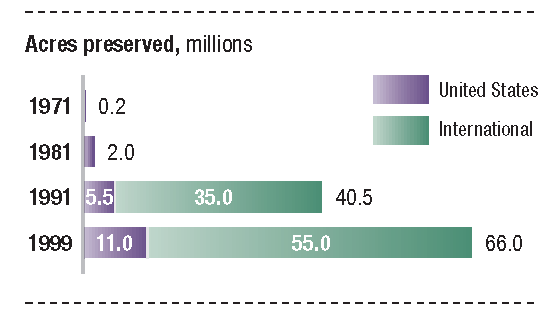 Acres preserved, millions
United States
International
1971 0.2
1981 2.0
1991 5.5 35.0 40.5
1999 11.0 55.0 66.0